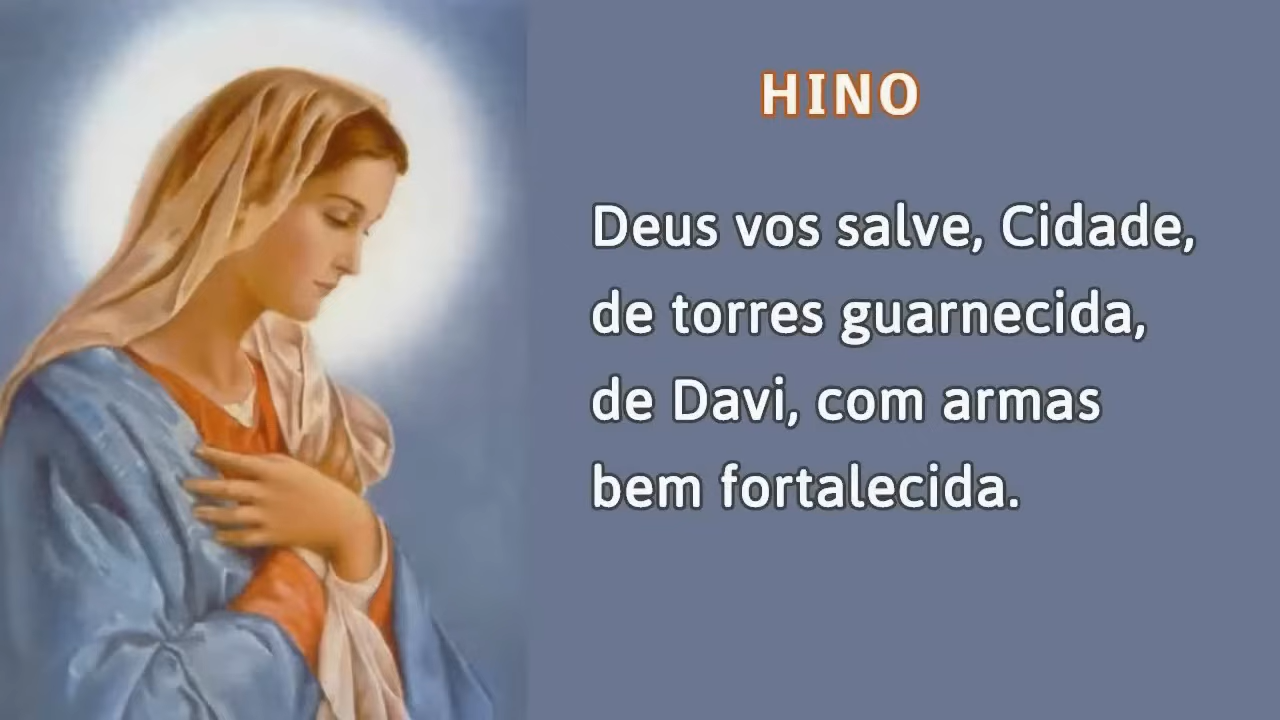 HINO
Deus vos salve, Cidade,
de torres guarnecida,
de Davi, com armas
bem fortalecida.